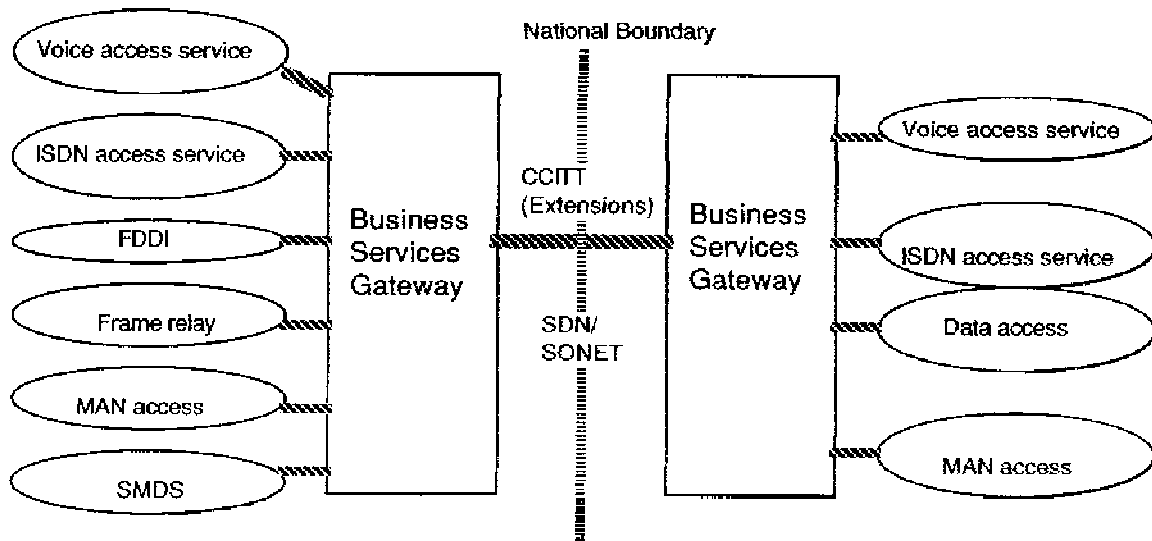 National Boundary
Voice access service
ISDN access service
FDDI
Frame relay
MAN access
SMDS
Business
Services
Gateway
CCITT
(Extensions)
SDN/
SONET
Business
Services
Gateway
Voice access service
ISDN access service
Data access
MAN access